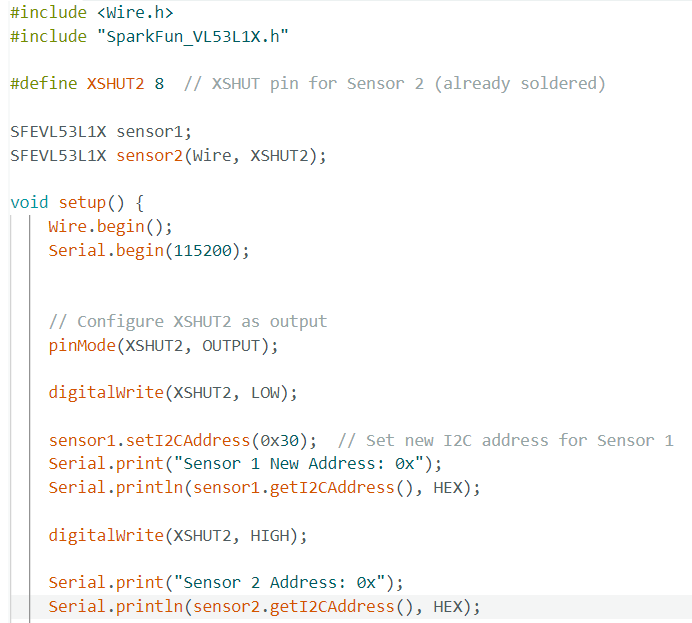 #include <Wire.h>
#include "SparkFun_VL53L1X.h"
#define XSHUT2 8  // XSHUT pin for Sensor 2 (already soldered)
SFEVL53L1X sensor1;
SFEVL53L1X sensor2(Wire, XSHUT2);
void setup() {
Wire.begin();
Serial.begin(115200);
// Configure XSHUT2 as output
pinMode(XSHUT2, OUTPUT);
digitalWrite(XSHUT2, LOW);
sensor1.setI2CAddress(0x30);  // Set new I2C address for Sensor 1
Serial.print("Sensor 1 New Address: 0x");
Serial.println(sensor1.getI2CAddress(), HEX);
digitalWrite(XSHUT2, HIGH);
Serial.print("Sensor 2 Address: 0x");
Serial.println(sensor2.getI2CAddress(), HEX);